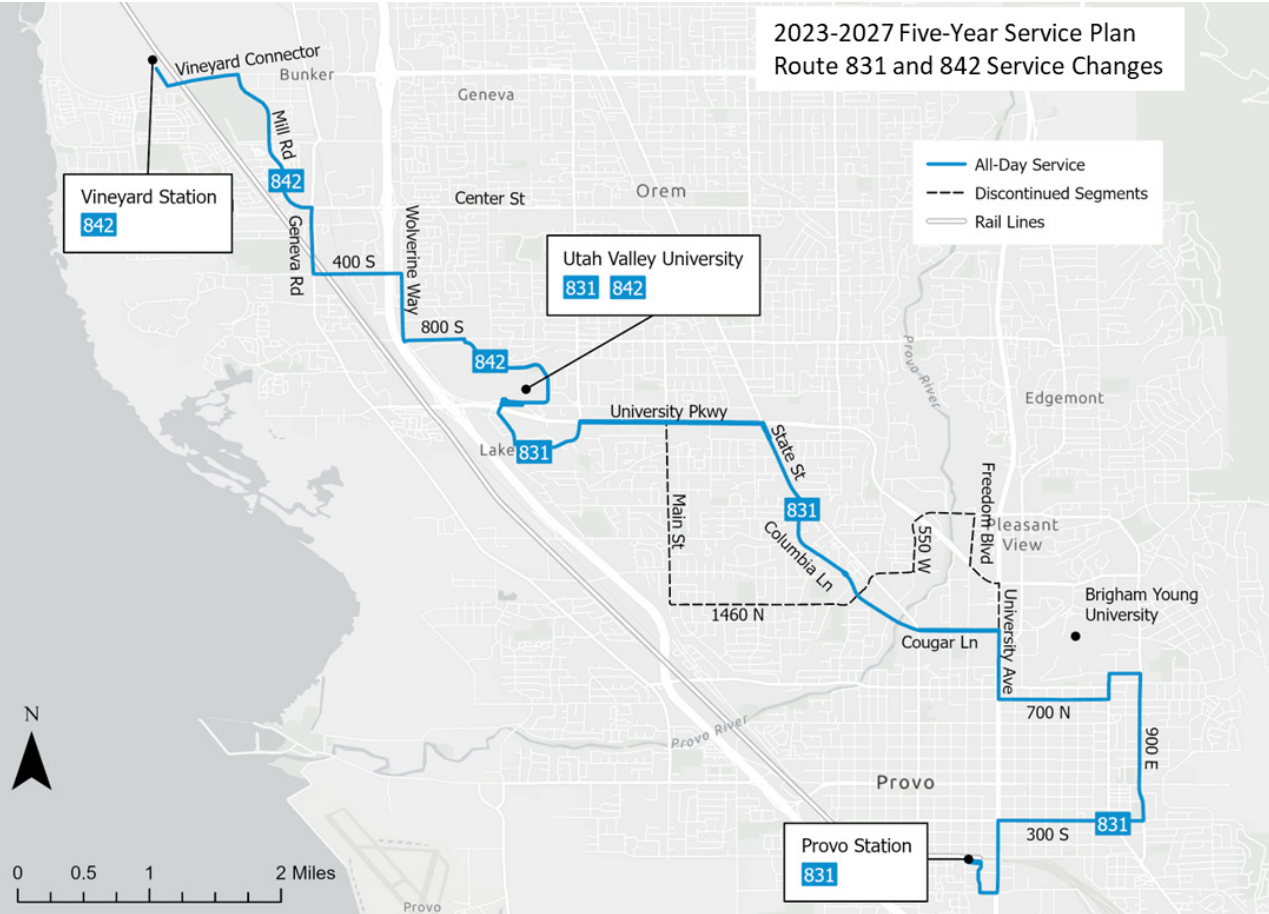 2023-2027 Five-Year Service Plan
Route 831 and 842 Service Changes
Vineyard Connector
Bunker
Geneva
Mill Rd
All-Day Service
Discontinued Segments
Rail Lines
842
Vineyard Station
842
Center St
Orem
Geneva Rd
Wolverine Way
400 S
Utah Valley University
831 842
800 S
842
Provo River
Edgemont
University Pkwy
State St
Lake
831
Main St
831
Columbia Ln
550 W
Freedom Blvd
Pleasant
View
1460 N
Brigham Young
University
University Ave
Cougar Ln
700 N
N
Provo River
900 E
Provo
300 S
831
Provo Station
831
0 0.5 1 2 Miles
Provo